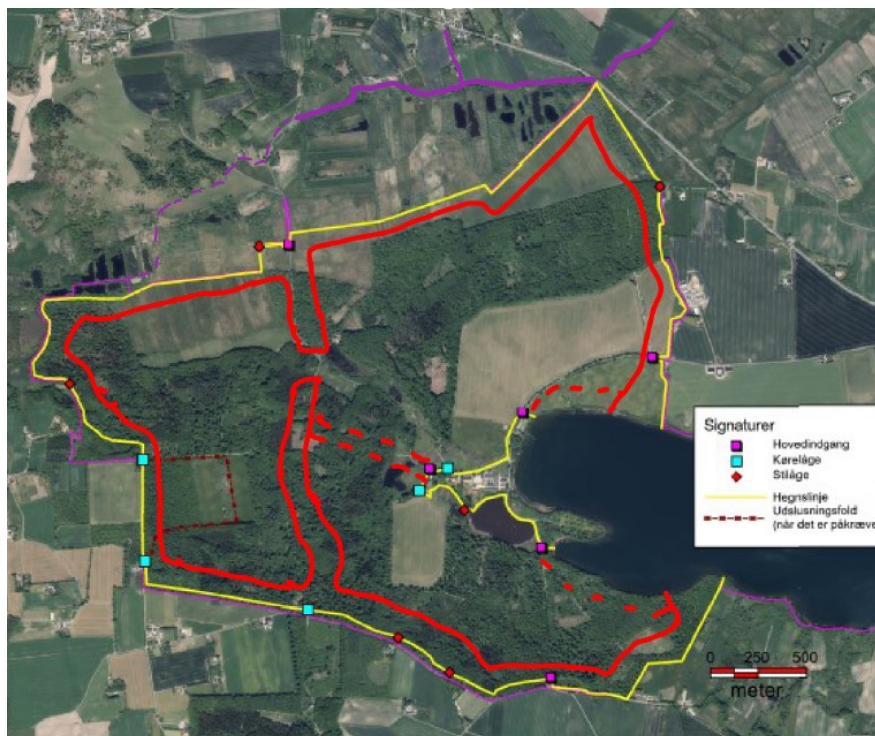 Signaturer
Hovedindgang
Kørelåge
Stilåge
Hegnslinje
Udslusningsfold
(når det er påkræve
0 250 500
meter